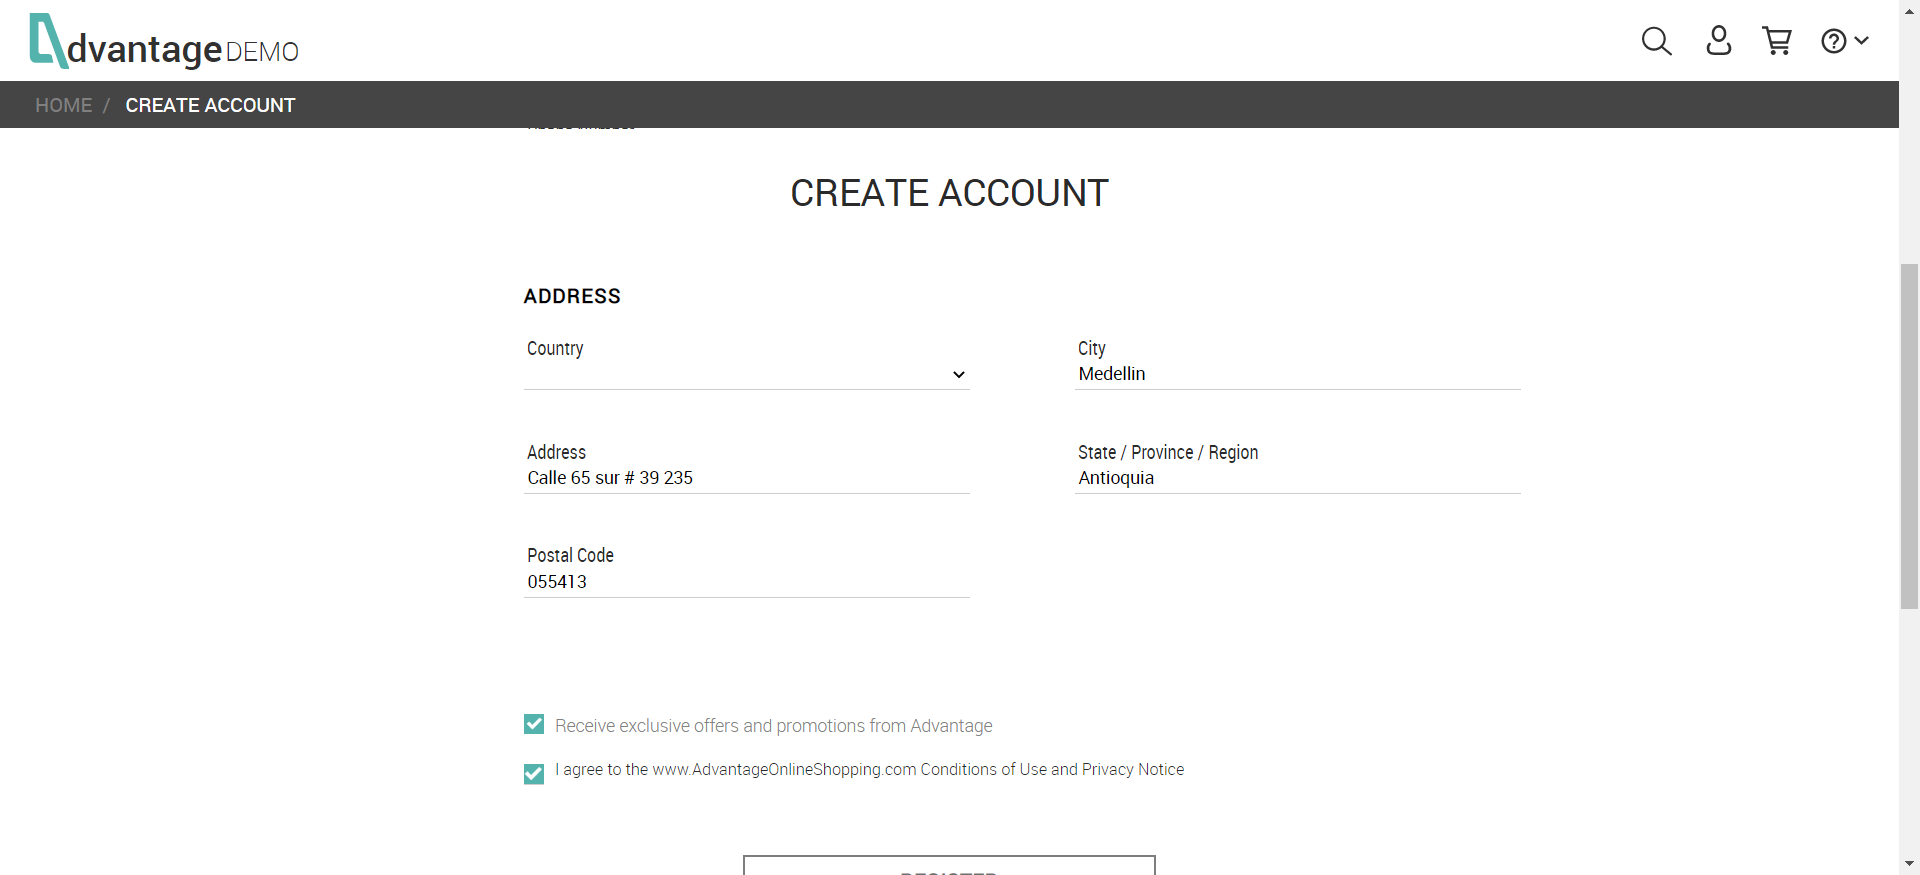 dvantage DEMO
HOME / CREATE ACCOUNT
CREATE ACCOUNT
ADDRESS
Country
City
Medellin
Address
Calle 65 sur # 39 235
State / Province / Region
Antioquia
Postal Code
055413
Receive exclusive offers and promotions from Advantage
I agree to the www.AdvantageOnlineShopping.com Conditions of Use and Privacy Notice
REGISTER